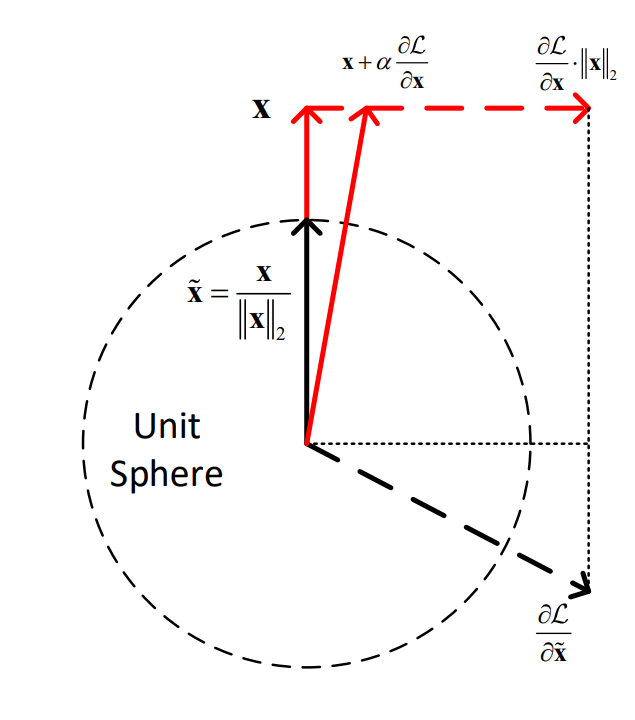 x + α ∂ℒ/∂x
∂ℒ/∂x · ‖x‖₂
x
x̃ = x/‖x‖₂
Unit
Sphere
∂ℒ/∂x̃